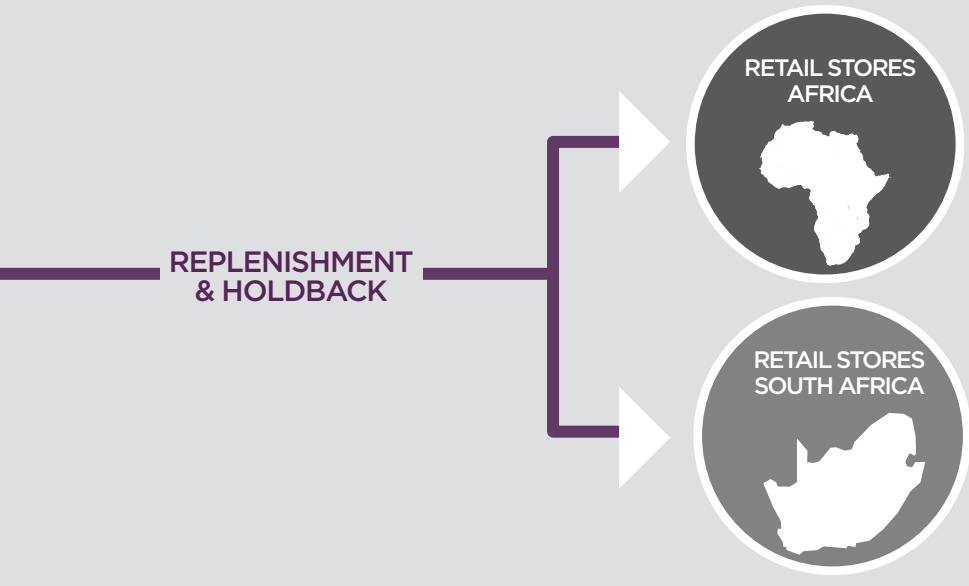 RETAIL STORES
AFRICA
REPLENISHMENT
& HOLDBACK
RETAIL STORES
SOUTH AFRICA